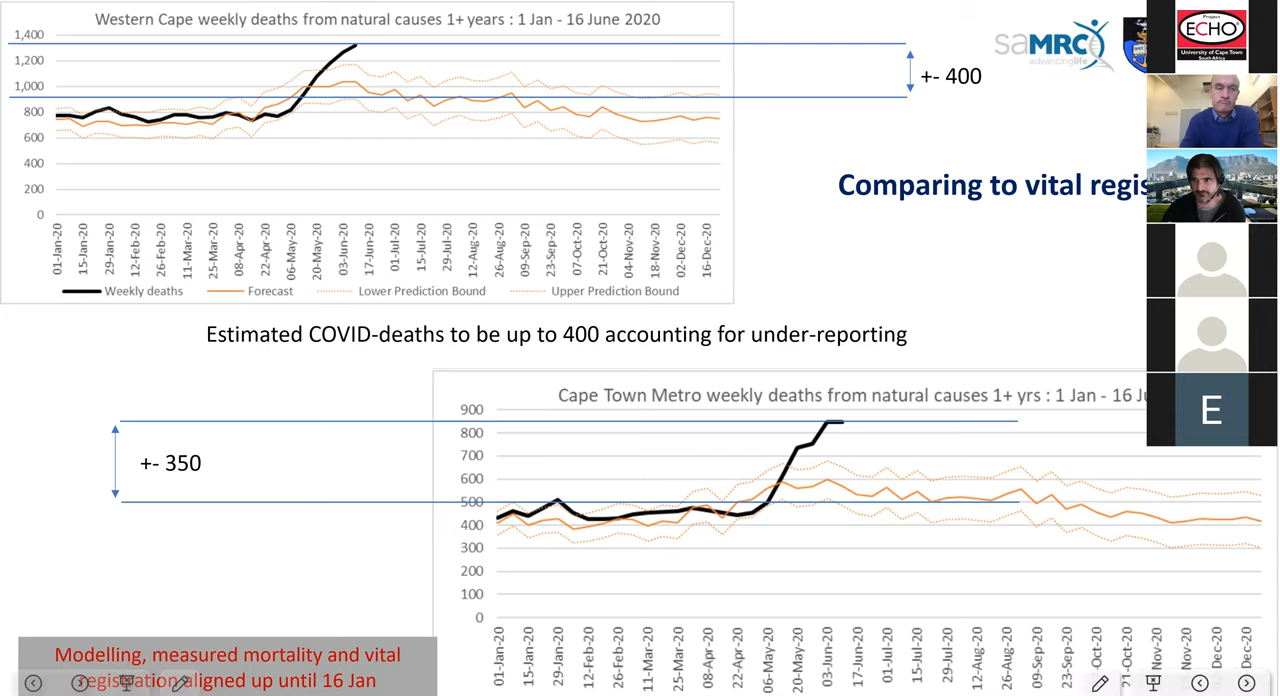 Western Cape weekly deaths from natural causes 1+ years : 1 Jan - 16 June 2020
1,400
1,200
1,000
800
600
400
200
0
01-Jan-20
15-Jan-20
29-Jan-20
12-Feb-20
26-Feb-20
11-Mar-20
25-Mar-20
08-Apr-20
22-Apr-20
06-May-20
20-May-20
03-Jun-20
17-Jun-20
01-Jul-20
15-Jul-20
29-Jul-20
12-Aug-20
26-Aug-20
09-Sep-20
23-Sep-20
07-Oct-20
21-Oct-20
04-Nov-20
18-Nov-20
02-Dec-20
16-Dec-20
Weekly deaths
Forecast
Lower Prediction Bound
Upper Prediction Bound
+- 400
saMRC
advancinglife
Project
ECHO
University of Cape Town
South Africa
Comparing to vital regis
Estimated COVID-deaths to be up to 400 accounting for under-reporting
E
+- 350
Cape Town Metro weekly deaths from natural causes 1+ yrs : 1 Jan - 16
900
800
700
600
500
400
300
200
100
0
01-Jan-20
15-Jan-20
29-Jan-20
12-Feb-20
26-Feb-20
11-Mar-20
25-Mar-20
08-Apr-20
22-Apr-20
06-May-20
20-May-20
03-Jun-20
17-Jun-20
01-Jul-20
15-Jul-20
29-Jul-20
12-Aug-20
26-Aug-20
09-Sep-20
23-Sep-20
-Oct-20
21-Oct-20
Nov-20
Nov-20
Dec-20
Dec-20
Modelling, measured mortality and vital
registration aligned up until 16 Jan